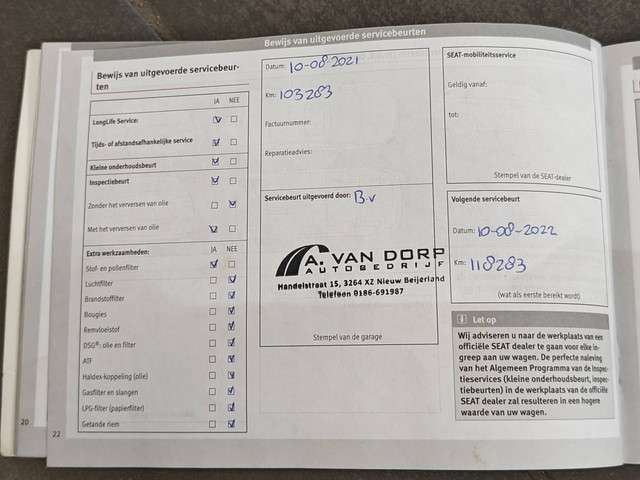 Bewijs van uitgevoerde servicebeurten
Bewijs van uitgevoerde servicebeur-
ten
JA NEE
LongLife Service:
Tijds- of afstandsafhankelijke service
Kleine onderhoudsbeurt
Inspectiebeurt
Zonder het verversen van olie
Met het verversen van olie
Extra werkzaamheden: JA NEE
Stof- en pollenfilter
Luchtfilter
Brandstoffilter
Bougies
Remvloeistof
DSG®: olie en filter
ATF
Haldex-koppeling (olie)
Gasfilter en slangen
LPG-filter (papierfilter)
Getande riem
22
20
Datum: 10-08-2021
Km: 103283
Factuurnummer:
Reparatieadvies:
Servicebeurt uitgevoerd door: B.v
A. VAN DORP
AUTOBEDRIJF
Handelstraat 15, 3264 XZ Nieuw Beijerland
Telefoon 0186-691987
Stempel van de garage
SEAT-mobiliteitsservice
Geldig vanaf:
tot:
Stempel van de SEAT-dealer
Volgende servicebeurt
Datum: 10-08-2022
Km: 118283
(wat als eerste bereikt wordt)
Let op
Wij adviseren u naar de werkplaats van een
officiële SEAT dealer te gaan voor elke in-
greep aan uw wagen. De perfecte naleving
van het Algemeen Programma van de Inspec-
tieservices (kleine onderhoudsbeurt, inspec-
tiebeurten) in de werkplaats van de officiële
SEAT dealer zal resulteren in een hogere
waarde van uw wagen.